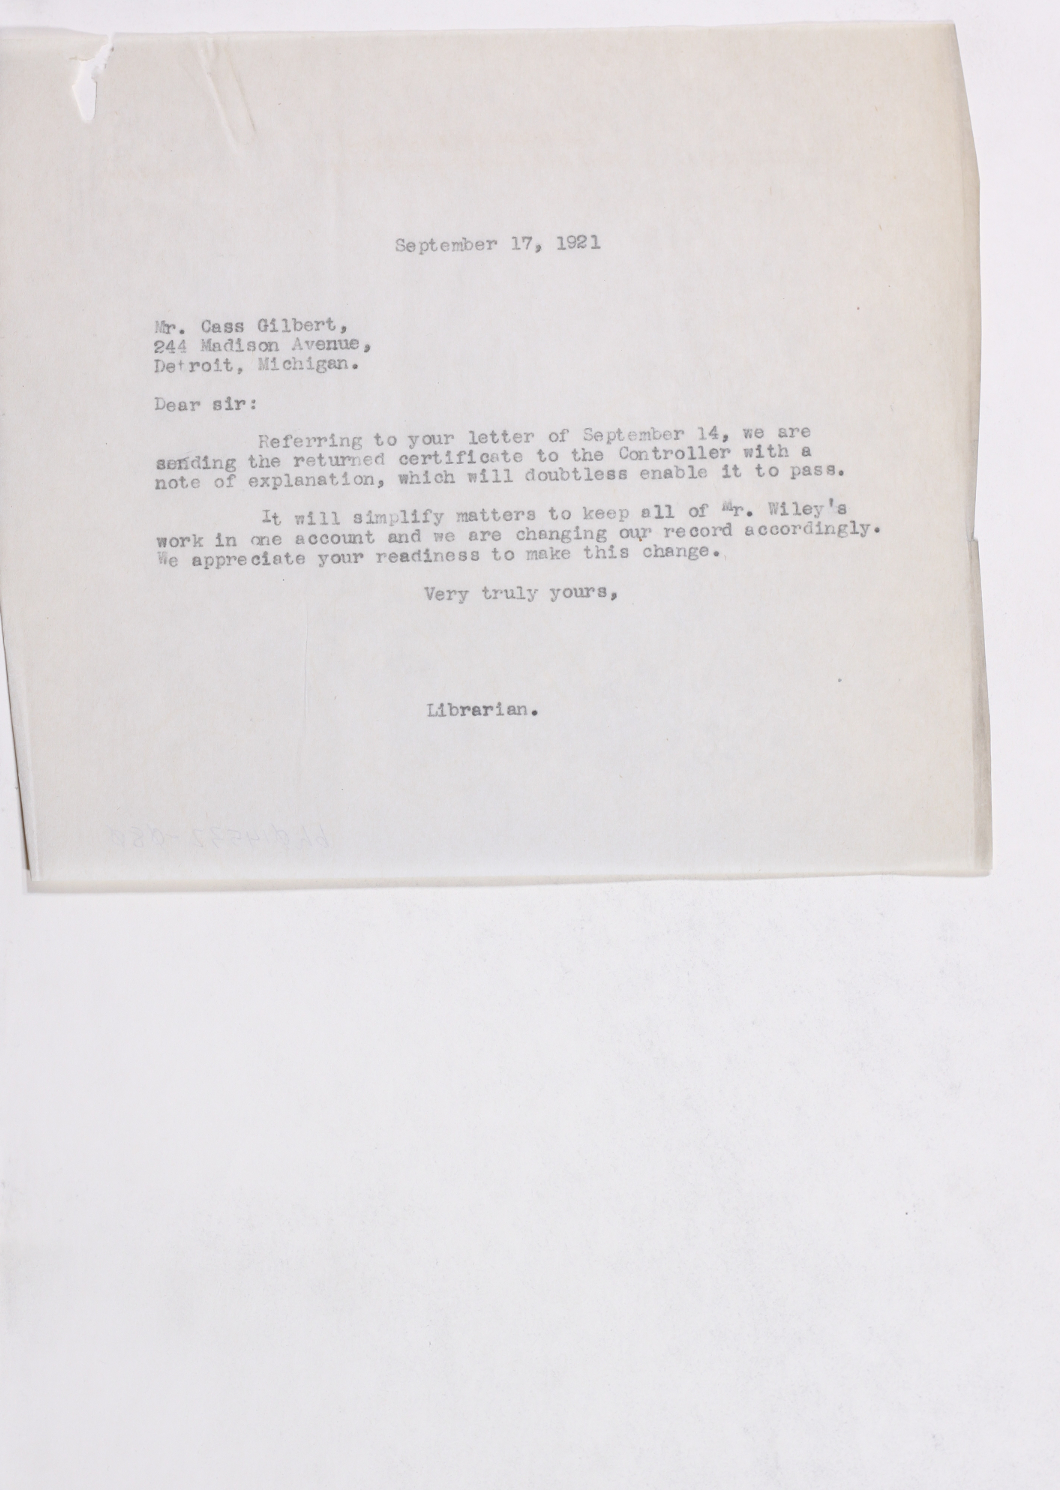 September 17, 1921
Mr. Cass Gilbert,
244 Madison Avenue,
Detroit, Michigan.
Dear sir:
Referring to your letter of September 14, we are
sending the returned certificate to the Controller with a
note of explanation, which will doubtless enable it to pass.
It will simplify matters to keep all of Mr. Wiley's
work in one account and we are changing our record accordingly.
We appreciate your readiness to make this change.
Very truly yours,
Librarian.